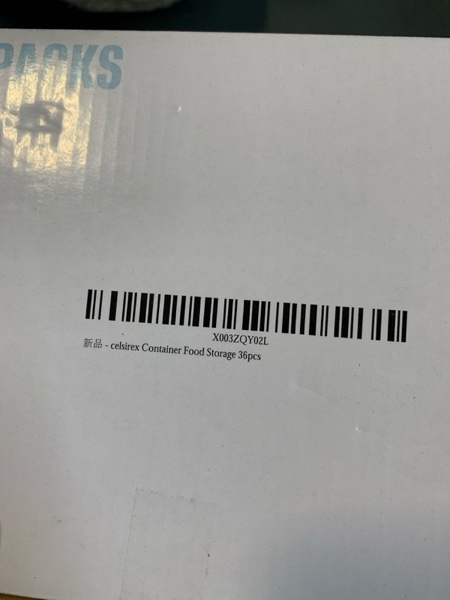 PACKS
X003ZQY02L
新品 - celsirex Container Food Storage 36pcs